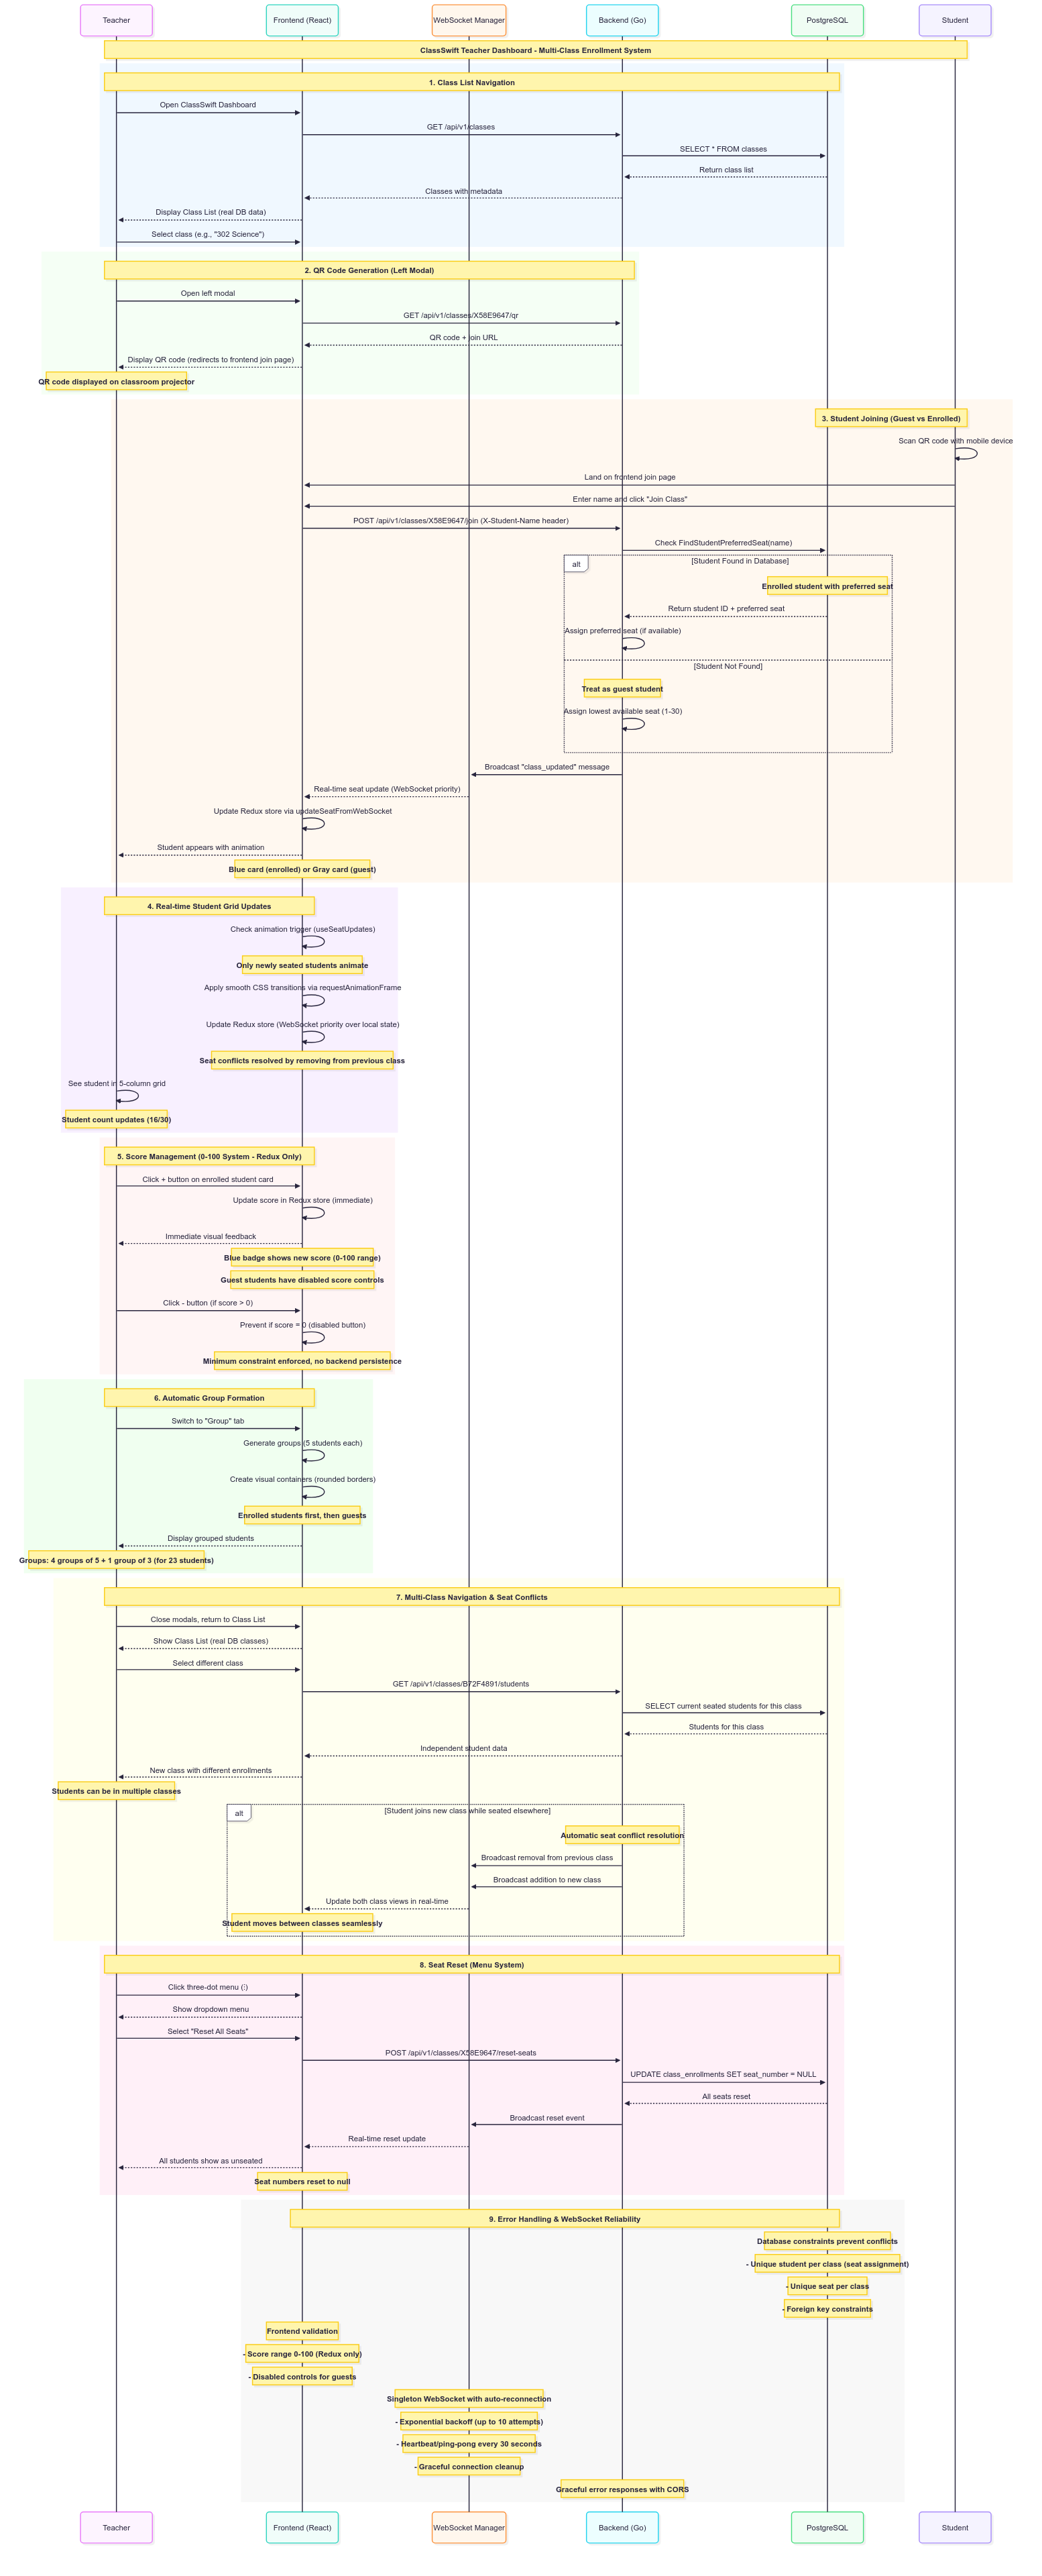 Teacher
Frontend (React)
WebSocket Manager
Backend (Go)
PostgreSQL
Student
ClassSwift Teacher Dashboard - Multi-Class Enrollment System
1. Class List Navigation
Open ClassSwift Dashboard
GET /api/v1/classes
SELECT * FROM classes
Return class list
Classes with metadata
Display Class List (real DB data)
Select class (e.g., "302 Science")
2. QR Code Generation (Left Modal)
Open left modal
GET /api/v1/classes/X58E9647/qr
QR code + join URL
Display QR code (redirects to frontend join page)
QR code displayed on classroom projector
3. Student Joining (Guest vs Enrolled)
Scan QR code with mobile device
Land on frontend join page
Enter name and click "Join Class"
POST /api/v1/classes/X58E9647/join (X-Student-Name header)
Check FindStudentPreferredSeat(name)
alt
[Student Found in Database]
Enrolled student with preferred seat
Return student ID + preferred seat
Assign preferred seat (if available)
[Student Not Found]
Treat as guest student
Assign lowest available seat (1-30)
Broadcast "class_updated" message
Real-time seat update (WebSocket priority)
Update Redux store via updateSeatFromWebSocket
Student appears with animation
Blue card (enrolled) or Gray card (guest)
4. Real-time Student Grid Updates
Check animation trigger (useSeatUpdates)
Only newly seated students animate
Apply smooth CSS transitions via requestAnimationFrame
Update Redux store (WebSocket priority over local state)
Seat conflicts resolved by removing from previous class
See student in 5-column grid
Student count updates (16/30)
5. Score Management (0-100 System - Redux Only)
Click + button on enrolled student card
Update score in Redux store (immediate)
Immediate visual feedback
Blue badge shows new score (0-100 range)
Guest students have disabled score controls
Click - button (if score > 0)
Prevent if score = 0 (disabled button)
Minimum constraint enforced, no backend persistence
6. Automatic Group Formation
Switch to "Group" tab
Generate groups (5 students each)
Create visual containers (rounded borders)
Enrolled students first, then guests
Display grouped students
Groups: 4 groups of 5 + 1 group of 3 (for 23 students)
7. Multi-Class Navigation & Seat Conflicts
Close modals, return to Class List
Show Class List (real DB classes)
Select different class
GET /api/v1/classes/B72F4891/students
SELECT current seated students for this class
Students for this class
Independent student data
New class with different enrollments
Students can be in multiple classes
alt
[Student joins new class while seated elsewhere]
Automatic seat conflict resolution
Broadcast removal from previous class
Broadcast addition to new class
Update both class views in real-time
Student moves between classes seamlessly
8. Seat Reset (Menu System)
Click three-dot menu (⋮)
Show dropdown menu
Select "Reset All Seats"
POST /api/v1/classes/X58E9647/reset-seats
UPDATE class_enrollments SET seat_number = NULL
All seats reset
Broadcast reset event
Real-time reset update
All students show as unseated
Seat numbers reset to null
9. Error Handling & WebSocket Reliability
Database constraints prevent conflicts
- Unique student per class (seat assignment)
- Unique seat per class
- Foreign key constraints
Frontend validation
- Score range 0-100 (Redux only)
- Disabled controls for guests
Singleton WebSocket with auto-reconnection
- Exponential backoff (up to 10 attempts)
- Heartbeat/ping-pong every 30 seconds
- Graceful connection cleanup
Graceful error responses with CORS
Teacher
Frontend (React)
WebSocket Manager
Backend (Go)
PostgreSQL
Student